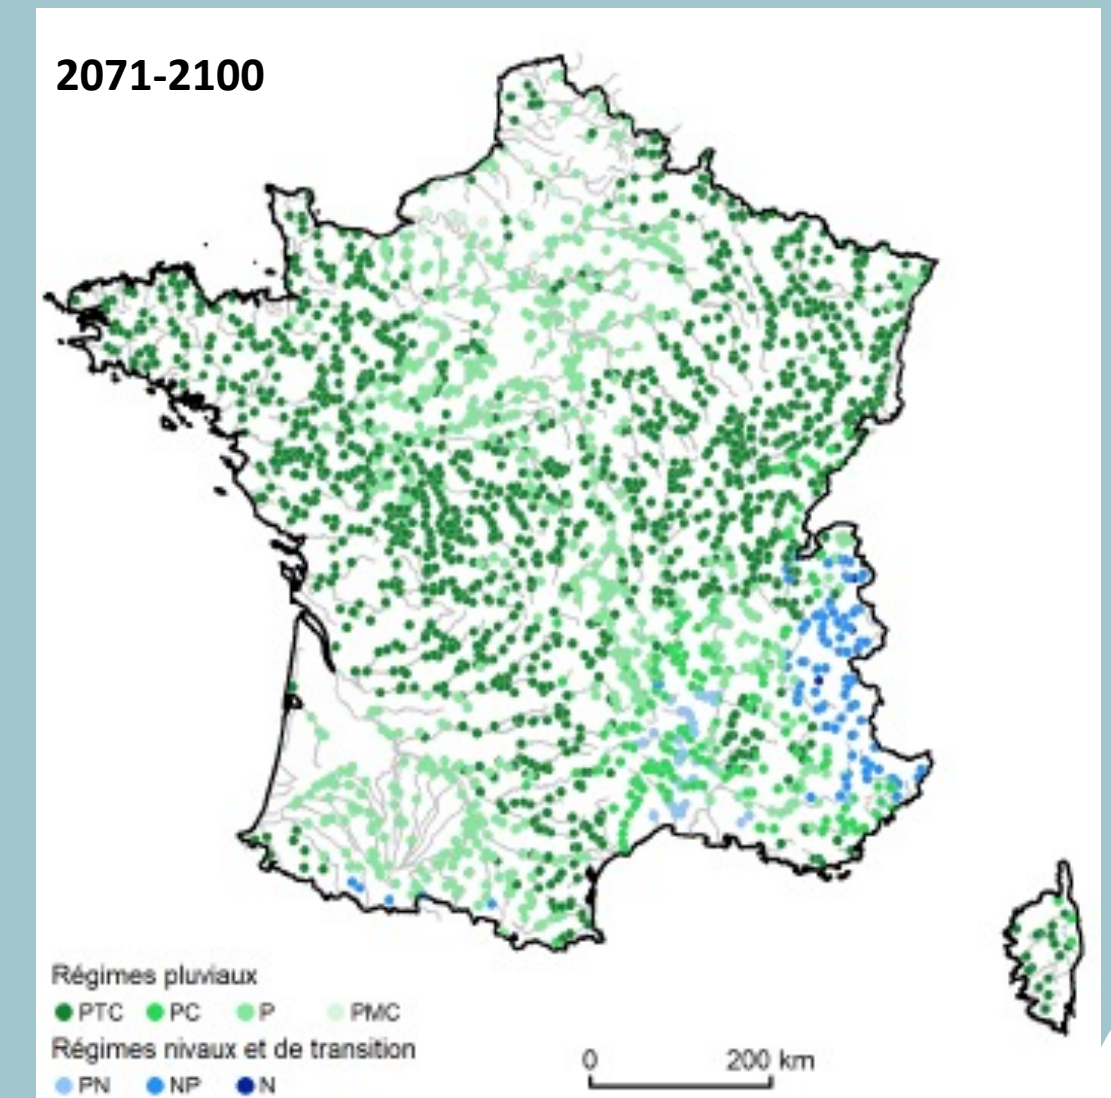 2071-2100
Régimes pluviaux
PTC PC P PMC
Régimes nivaux et de transition
PN NP N
0 200 km